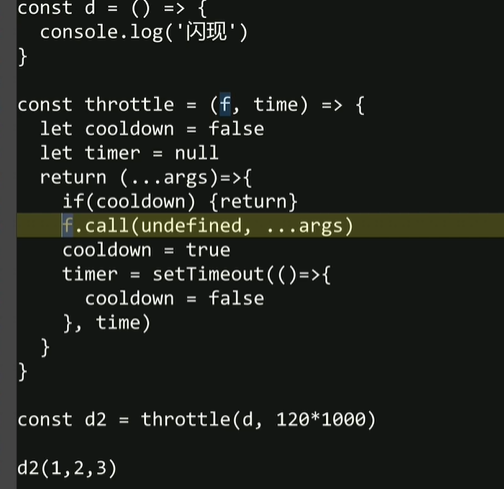 const d = () => {
  console.log('闪现')
}

const throttle = (f, time) => {
  let cooldown = false
  let timer = null
  return (...args)=>{
    if(cooldown) {return}
    f.call(undefined, ...args)
    cooldown = true
    timer = setTimeout(()=>{
      cooldown = false
    }, time)
  }
}

const d2 = throttle(d, 120*1000)

d2(1,2,3)